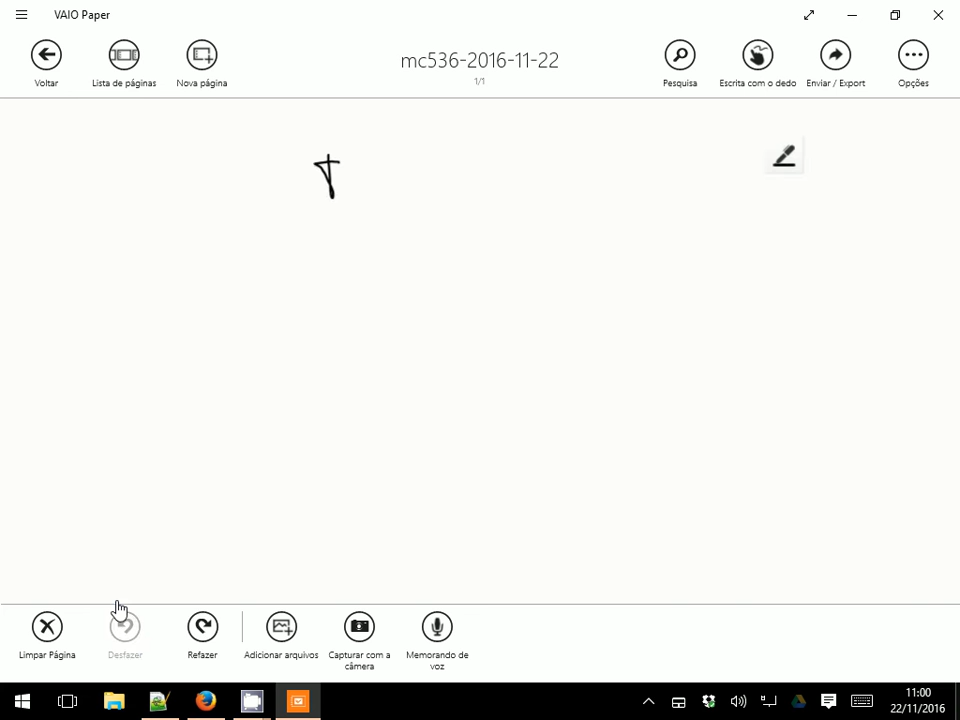 VAIO Paper
Voltar
Lista de páginas
Nova página
mc536-2016-11-22
1/1
Pesquisa
Escrita com o dedo
Enviar / Export
Opções
Limpar Página
Desfazer
Refazer
Adicionar arquivos
Capturar com a
câmera
Memorando de
voz
11:00
22/11/2016